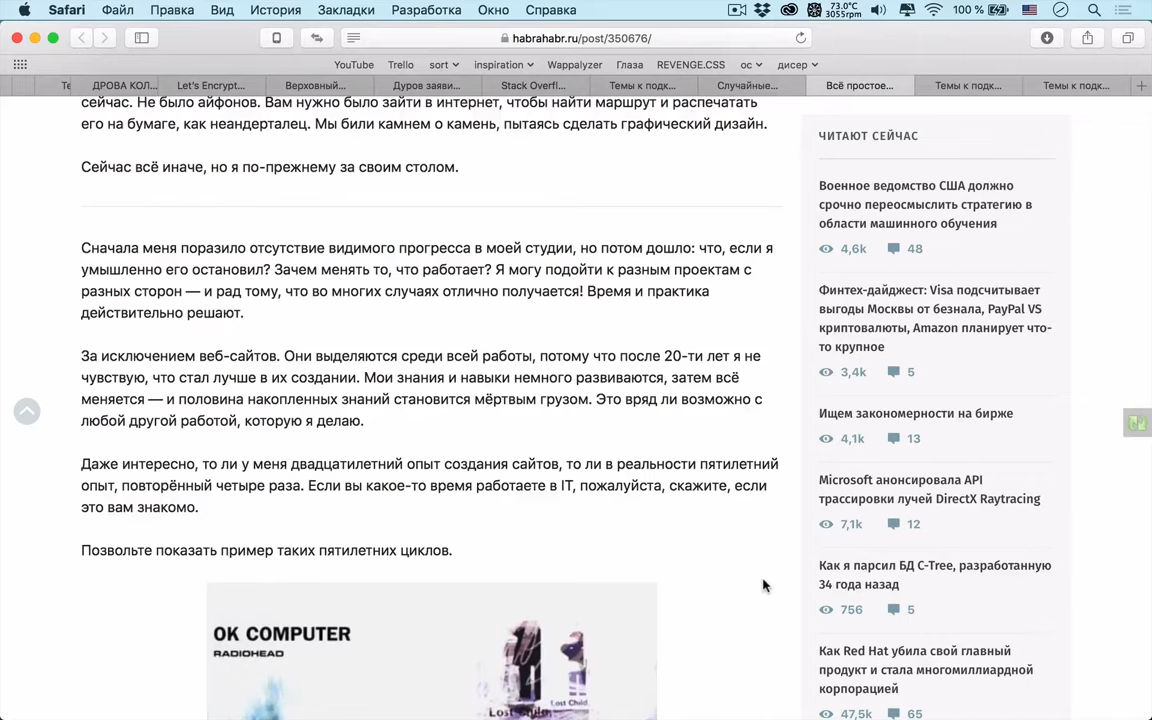 Safari Файл Правка Вид История Закладки Разработка Окно Справка 73.0°C 3055rpm 100 %
habrahabr.ru/post/350676/
YouTube Trello sort inspiration Wappalyzer Глаза REVENGE.CSS ос дисер
Те ДРОВА КОЛ... Let's Encrypt... Верховный... Дуров заяви... Stack Overfl... Темы к подк... Случайные... Всё простое... Темы к подк... Темы к подк...
сейчас. Не было айфонов. Вам нужно было зайти в интернет, чтобы найти маршрут и распечатать
его на бумаге, как неандерталец. Мы били камнем о камень, пытаясь сделать графический дизайн.
Сейчас всё иначе, но я по-прежнему за своим столом.
Сначала меня поразило отсутствие видимого прогресса в моей студии, но потом дошло: что, если я
умышленно его остановил? Зачем менять то, что работает? Я могу подойти к разным проектам с
разных сторон — и рад тому, что во многих случаях отлично получается! Время и практика
действительно решают.
За исключением веб-сайтов. Они выделяются среди всей работы, потому что после 20-ти лет я не
чувствую, что стал лучше в их создании. Мои знания и навыки немного развиваются, затем всё
меняется — и половина накопленных знаний становится мёртвым грузом. Это вряд ли возможно с
любой другой работой, которую я делаю.
Даже интересно, то ли у меня двадцатилетний опыт создания сайтов, то ли в реальности пятилетний
опыт, повторённый четыре раза. Если вы какое-то время работаете в IT, пожалуйста, скажите, если
это вам знакомо.
Позвольте показать пример таких пятилетних циклов.
OK COMPUTER
RADIOHEAD
Lost Child
Lost Child
ЧИТАЮТ СЕЙЧАС
Военное ведомство США должно
срочно переосмыслить стратегию в
области машинного обучения
4,6k 48
Финтех-дайджест: Visa подсчитывает
выгоды Москвы от безнала, PayPal VS
криптовалюты, Amazon планирует что-
то крупное
3,4k 5
Ищем закономерности на бирже
4,1k 13
Microsoft анонсировала API
трассировки лучей DirectX Raytracing
7,1k 12
Как я парсил БД C-Tree, разработанную
34 года назад
756 5
Как Red Hat убила свой главный
продукт и стала многомиллиардной
корпорацией
47,5k 65